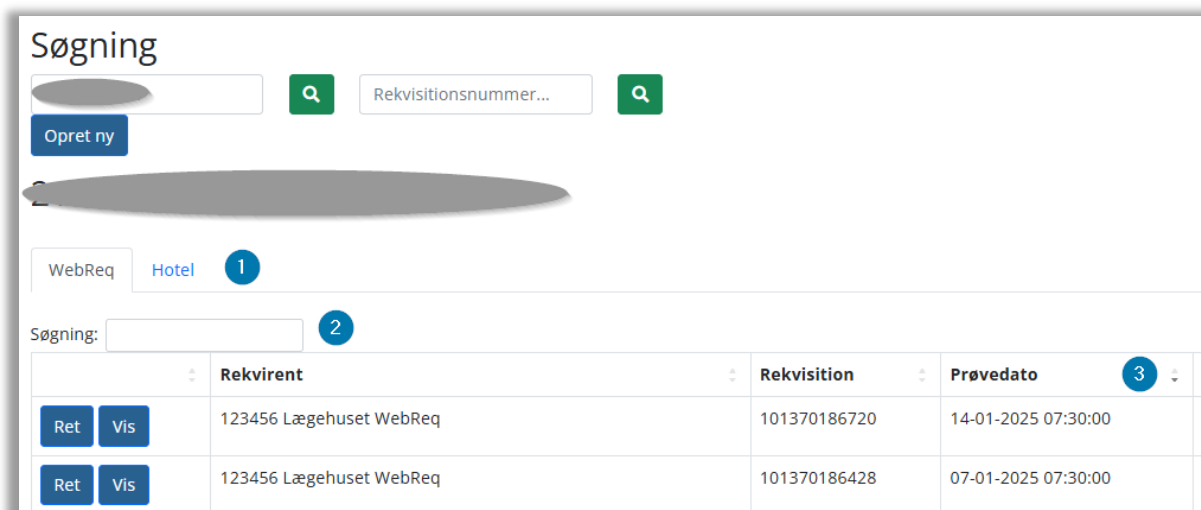 Søgning
Rekvisitionsnummer...
Opret ny
WebReq Hotel 1
Søgning: 2
Rekvirent Rekvisition Prøvedato 3
Ret Vis 123456 Lægehuset WebReq 101370186720 14-01-2025 07:30:00
Ret Vis 123456 Lægehuset WebReq 101370186428 07-01-2025 07:30:00